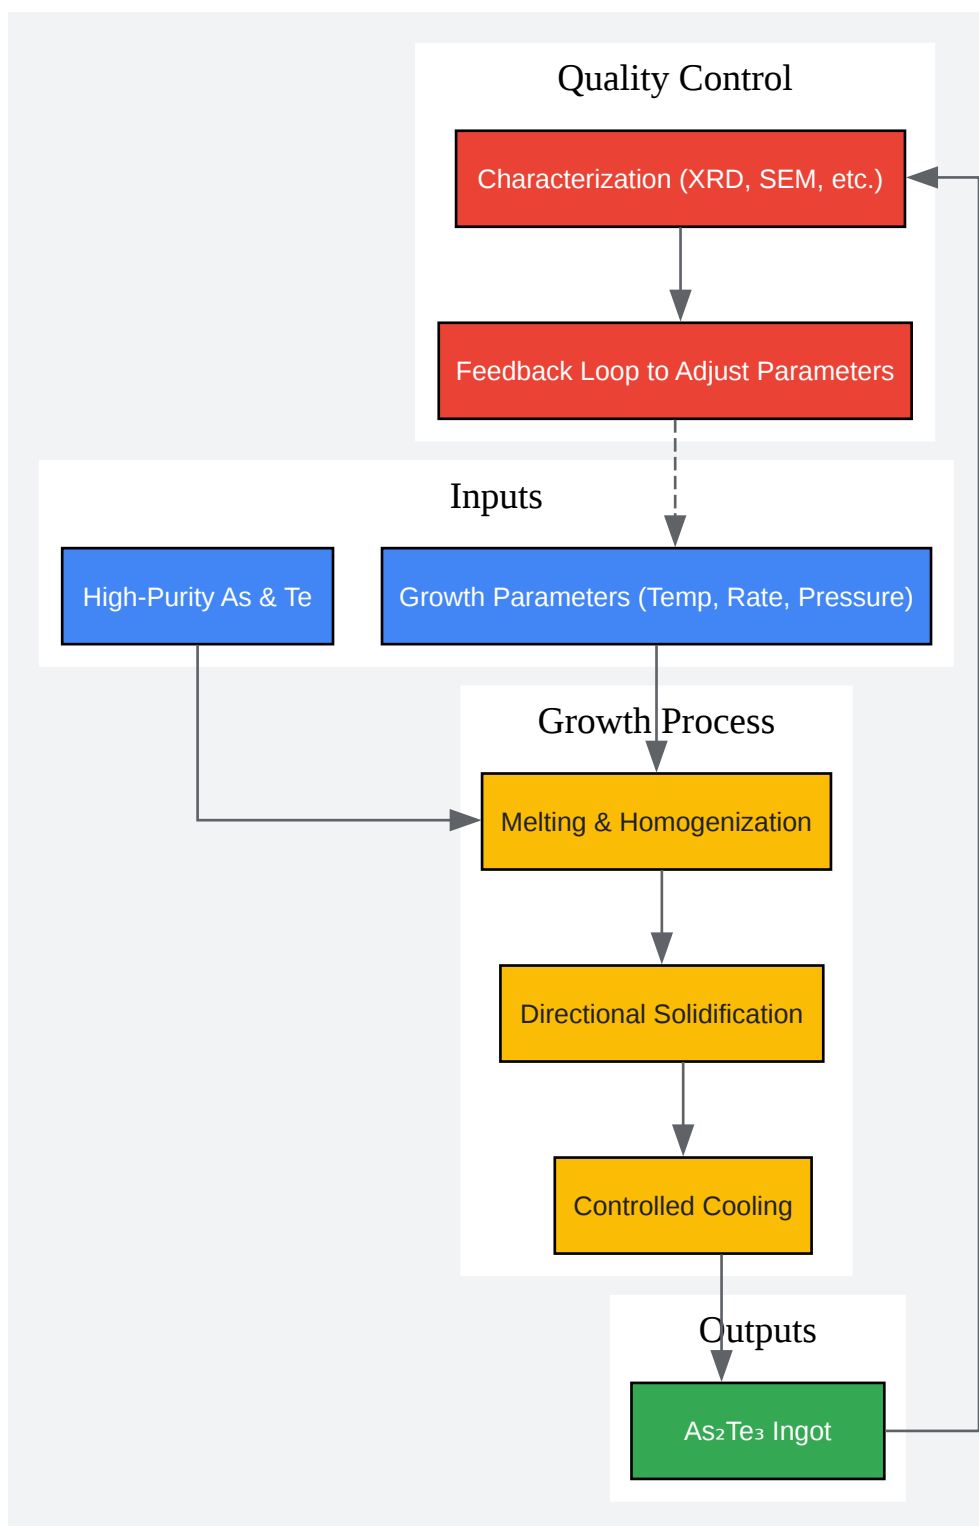 Quality Control
Characterization (XRD, SEM, etc.)
Feedback Loop to Adjust Parameters
Inputs
High-Purity As & Te
Growth Parameters (Temp, Rate, Pressure)
Growth Process
Melting & Homogenization
Directional Solidification
Controlled Cooling
Outputs
As₂Te₃ Ingot